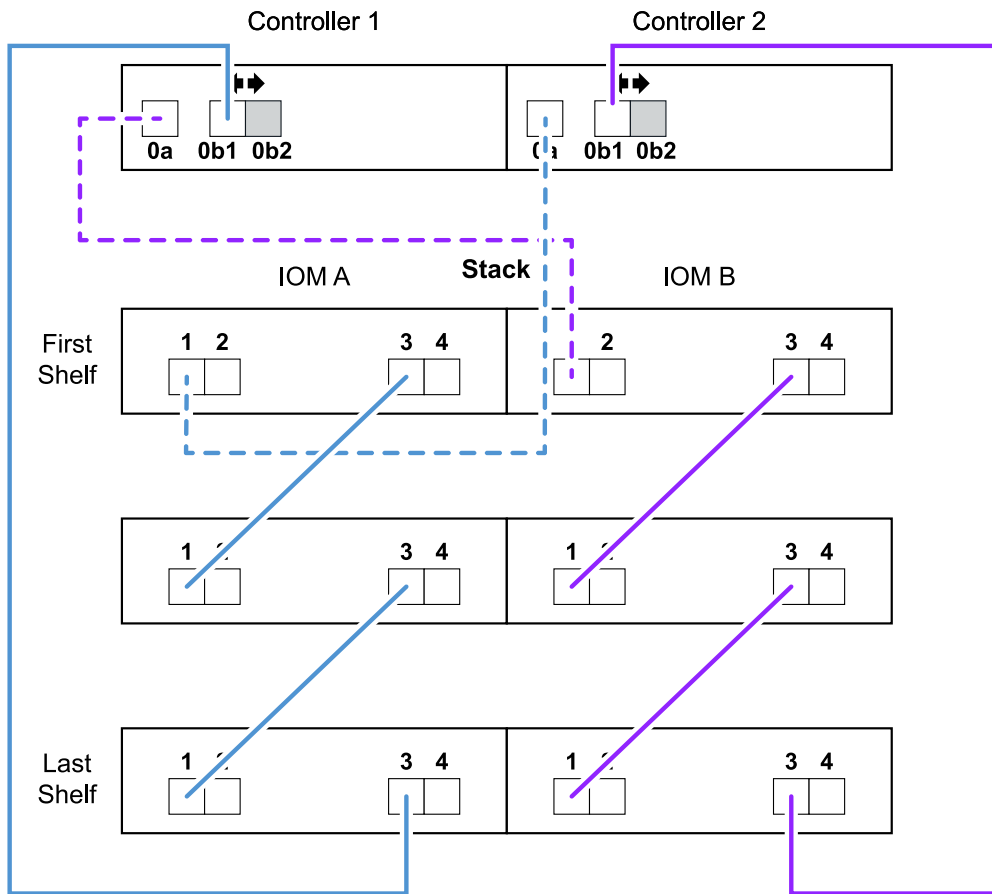 Controller 1 Controller 2
0a 0b1 0b2 0a 0b1 0b2
Stack
IOM A IOM B
First
Shelf
1 2 3 4 2 3 4
1 3 4 1 3 4
Last
Shelf
1 3 4 1 3 4